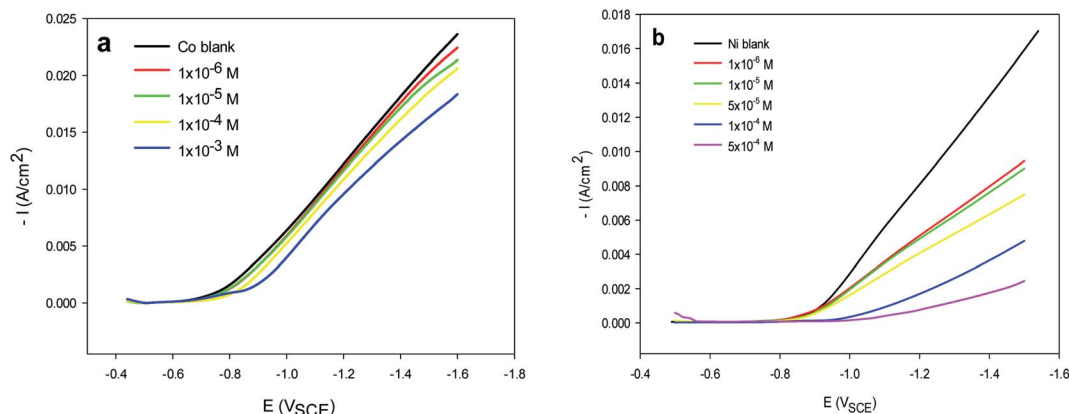 a
Co blank
1x10-6 M
1x10-5 M
1x10-4 M
1x10-3 M
0.025
0.020
0.015
0.010
0.005
0.000
- I (A/cm2)
-0.4 -0.6 -0.8 -1.0 -1.2 -1.4 -1.6 -1.8
E (VSCE)
b
Ni blank
1x10-6 M
1x10-5 M
5x10-5 M
1x10-4 M
5x10-4 M
0.018
0.016
0.014
0.012
0.010
0.008
0.006
0.004
0.002
0.000
- I (A/cm2)
-0.4 -0.6 -0.8 -1.0 -1.2 -1.4 -1.6
E (VSCE)